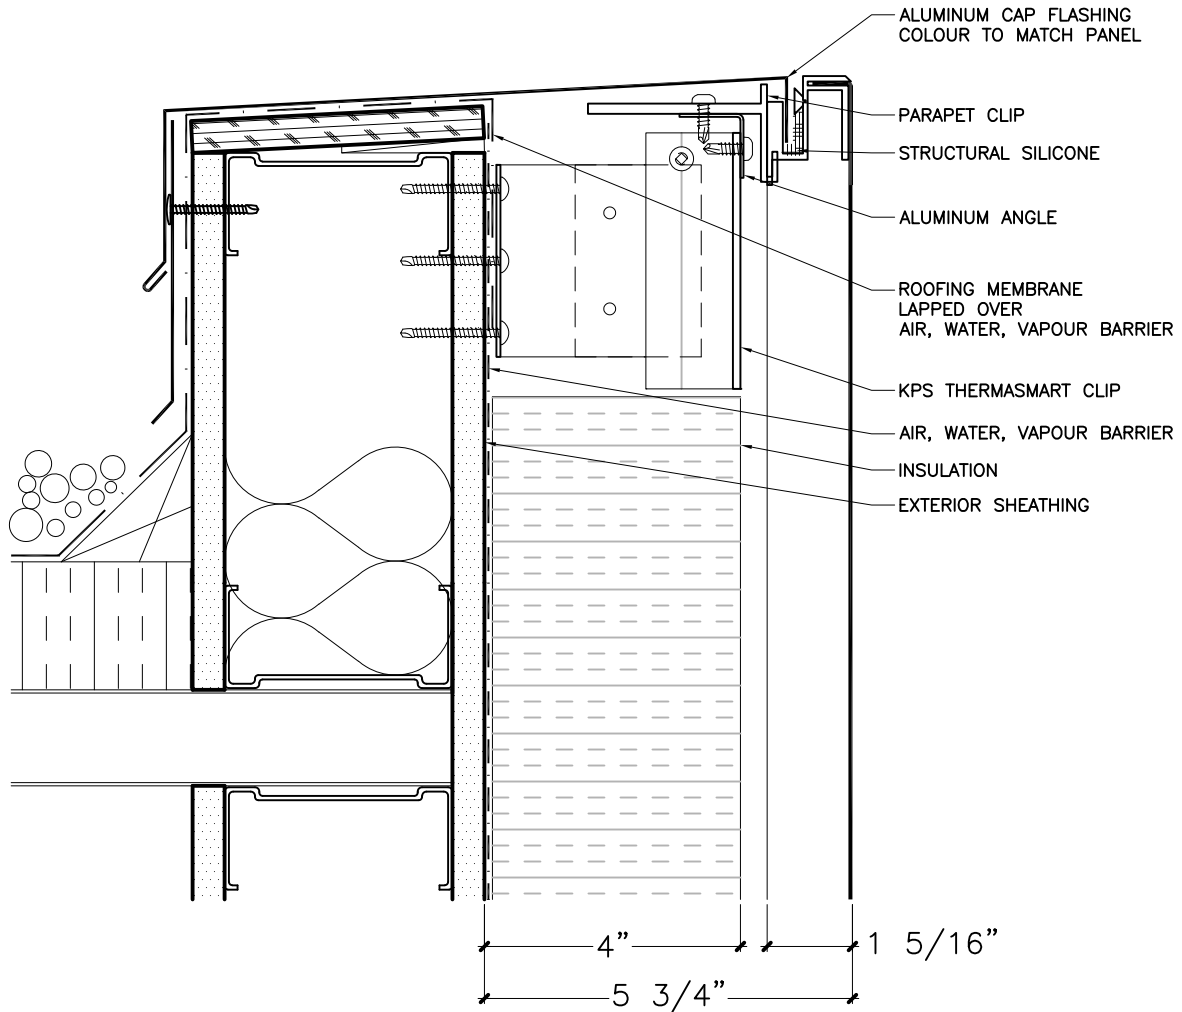 ALUMINUM CAP FLASHING
COLOUR TO MATCH PANEL
PARAPET CLIP
STRUCTURAL SILICONE
ALUMINUM ANGLE
ROOFING MEMBRANE
LAPPED OVER
AIR, WATER, VAPOUR BARRIER
KPS THERMASMART CLIP
AIR, WATER, VAPOUR BARRIER
INSULATION
EXTERIOR SHEATHING
4”
1 5/16”
5 3/4”